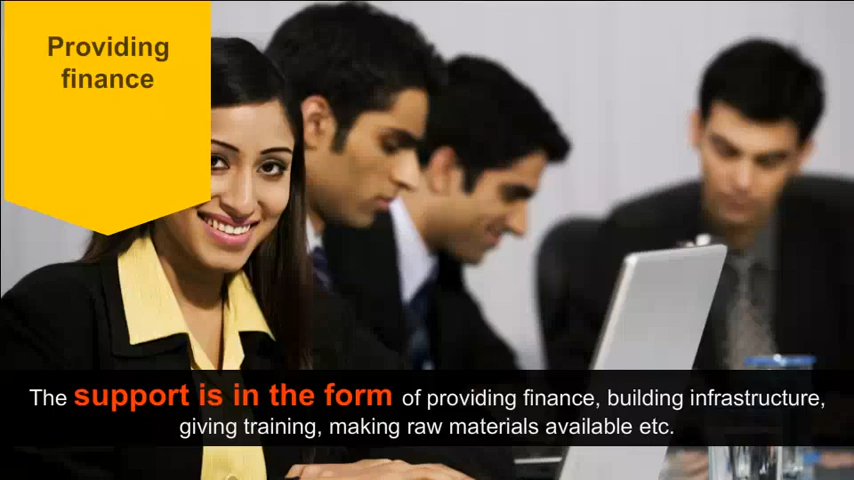 Providing
finance
The support is in the form of providing finance, building infrastructure,
giving training, making raw materials available etc.